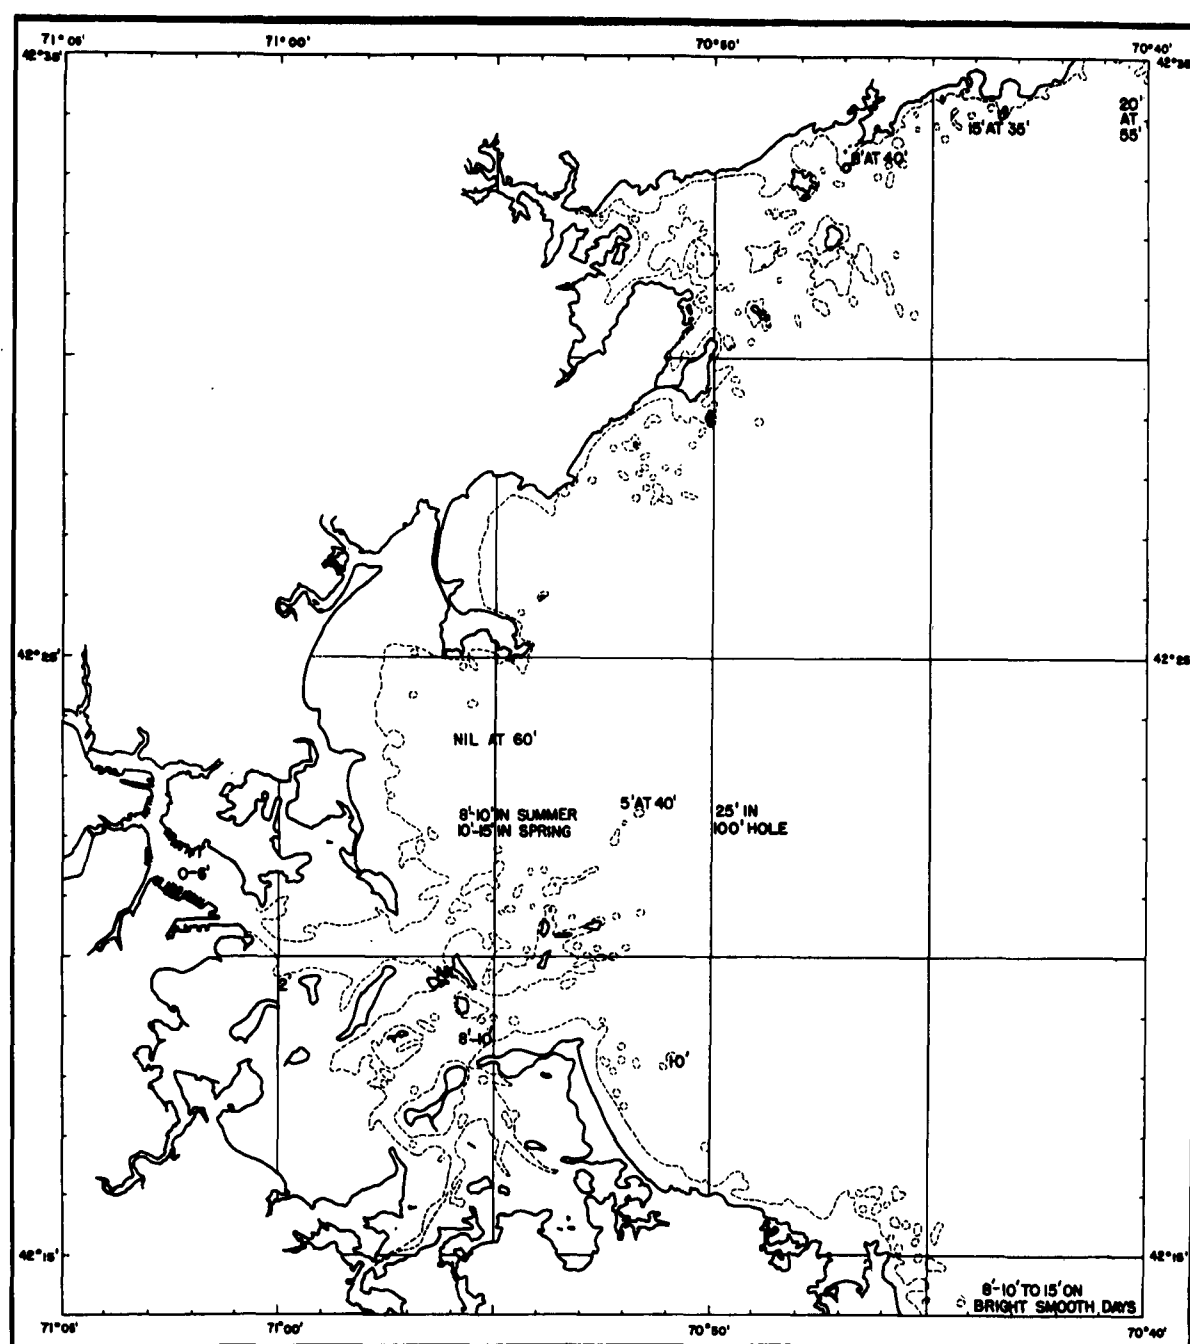 71°05' 71°00' 70°50' 70°40'
42°35'
20'
AT
55'
15' AT 35'
8' AT 40'
42°25' 42°25'
NIL AT 60'
5' AT 40'
8'-10' IN SUMMER
10'-15' IN SPRING
25' IN
100' HOLE
0-6'
2'
8'-10'
10'
42°15' 42°15'
8'-10' TO 15' ON
BRIGHT SMOOTH DAYS
71°05' 71°00' 70°50' 70°40'